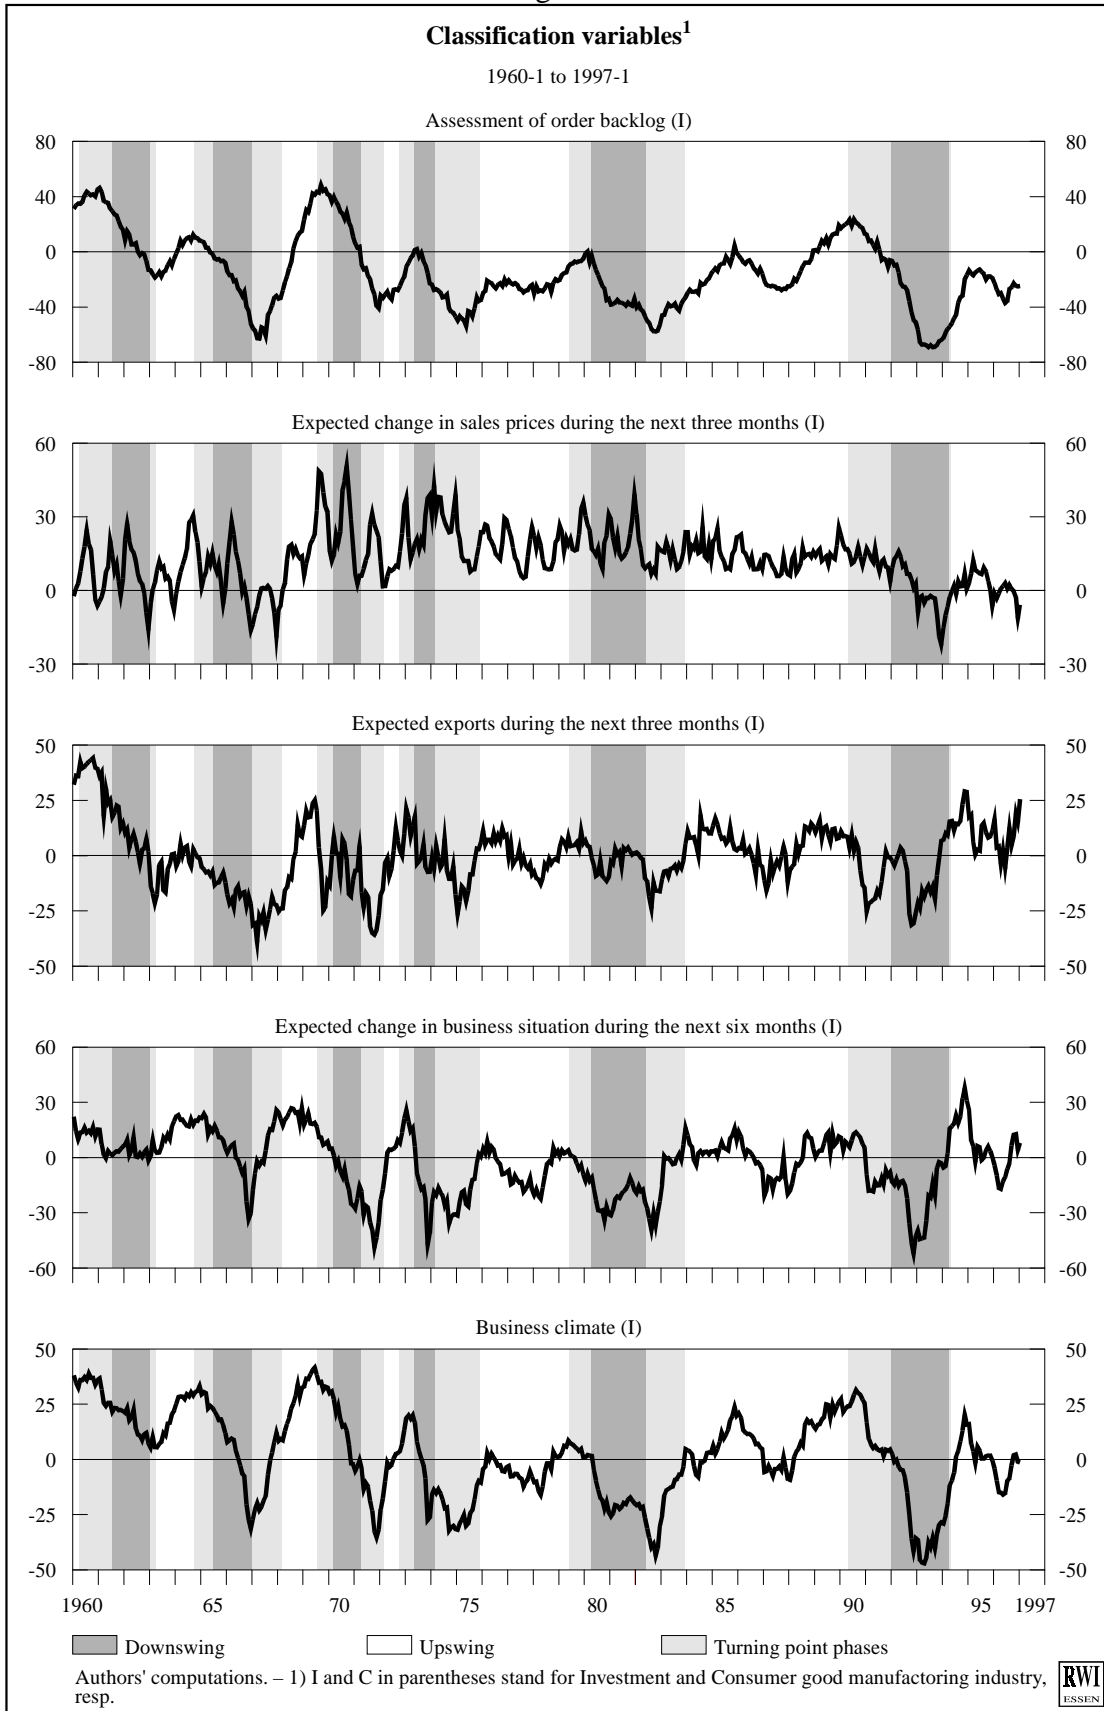 Classification variables1
1960-1 to 1997-1
Assessment of order backlog (I)
80 80
40 40
0 0
-40 -40
-80 -80
Expected change in sales prices during the next three months (I)
60 60
30 30
0 0
-30 -30
Expected exports during the next three months (I)
50 50
25 25
0 0
-25 -25
-50 -50
Expected change in business situation during the next six months (I)
60 60
30 30
0 0
-30 -30
-60 -60
Business climate (I)
50 50
25 25
0 0
-25 -25
-50 -50
1960 65 70 75 80 85 90 95 1997
Downswing Upswing Turning point phases
Authors' computations. – 1) I and C in parentheses stand for Investment and Consumer good manufactoring industry,
resp.
RWI
ESSEN